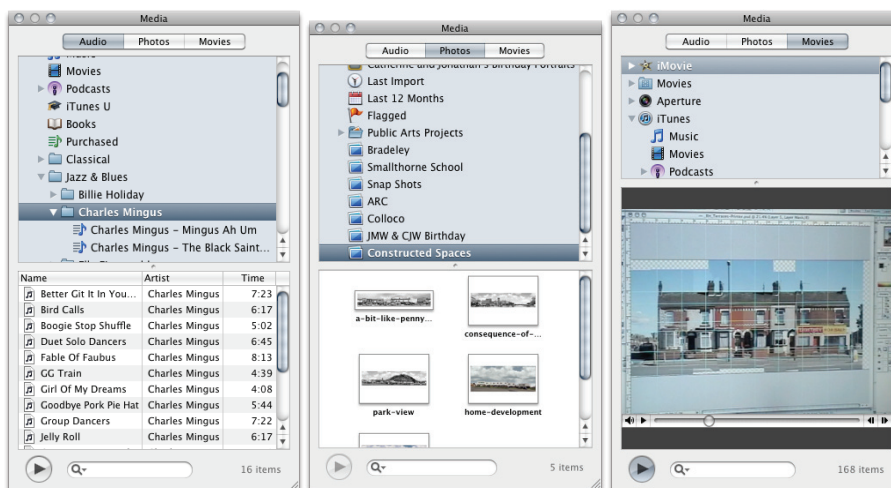 Media
Audio Photos Movies
Music
Movies
Podcasts
iTunes U
Books
Purchased
Classical
Jazz & Blues
Billie Holiday
Charles Mingus
Charles Mingus – Mingus Ah Um
Charles Mingus – The Black Saint...
Name Artist Time
Better Git It In You... Charles Mingus 7:23
Bird Calls Charles Mingus 6:17
Boogie Stop Shuffle Charles Mingus 5:02
Duet Solo Dancers Charles Mingus 6:45
Fable Of Faubus Charles Mingus 8:13
GG Train Charles Mingus 4:39
Girl Of My Dreams Charles Mingus 4:08
Goodbye Pork Pie Hat Charles Mingus 5:44
Group Dancers Charles Mingus 7:22
Jelly Roll Charles Mingus 6:17
16 items
Media
Audio Photos Movies
Catherine and Jonathan's Birthday Portraits
Last Import
Last 12 Months
Flagged
Public Arts Projects
Bradeley
Smallthorne School
Snap Shots
ARC
Colloco
JMW & CJW Birthday
Constructed Spaces
a-bit-like-penny...
consequence-of-...
park-view
home-development
5 items
Media
Audio Photos Movies
iMovie
Movies
Aperture
iTunes
Music
Movies
Podcasts
168 items